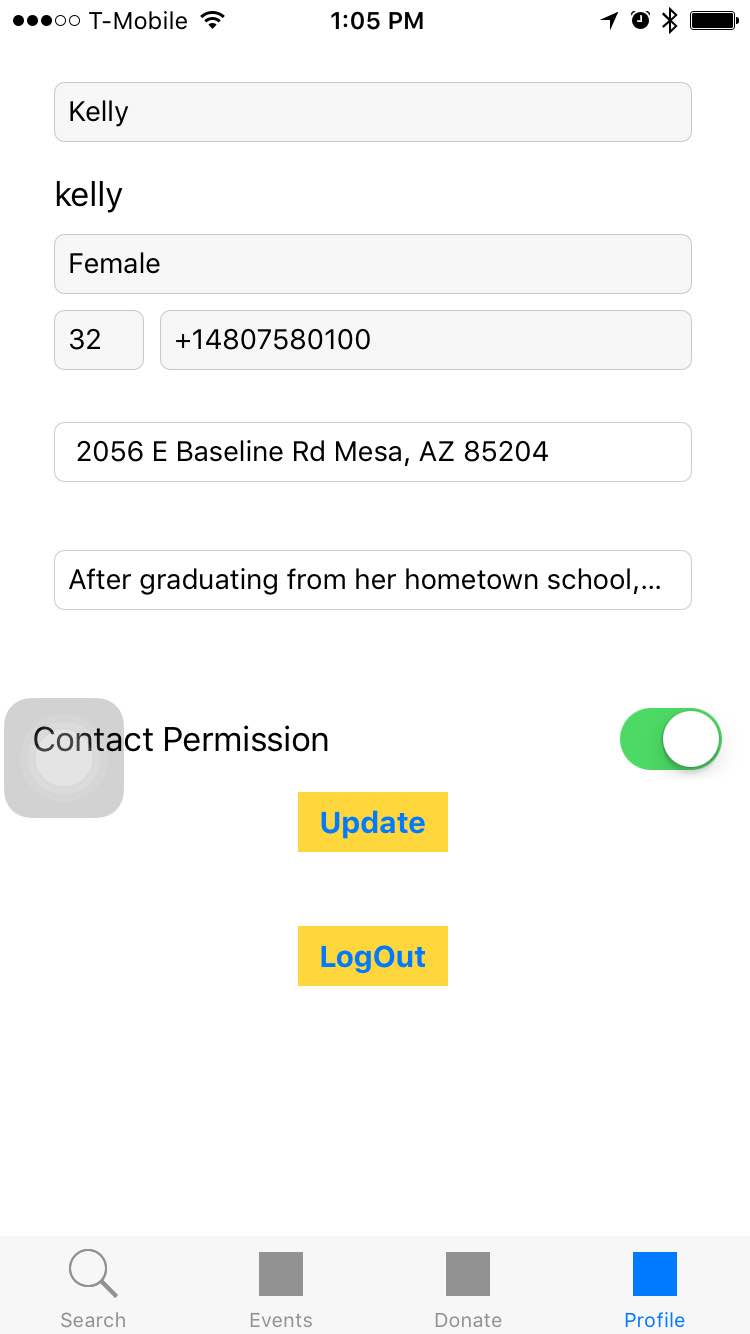 T-Mobile 1:05 PM
Kelly
kelly
Female
32 +14807580100
2056 E Baseline Rd Mesa, AZ 85204
After graduating from her hometown school,...
Contact Permission
Update
LogOut
Search Events Donate Profile